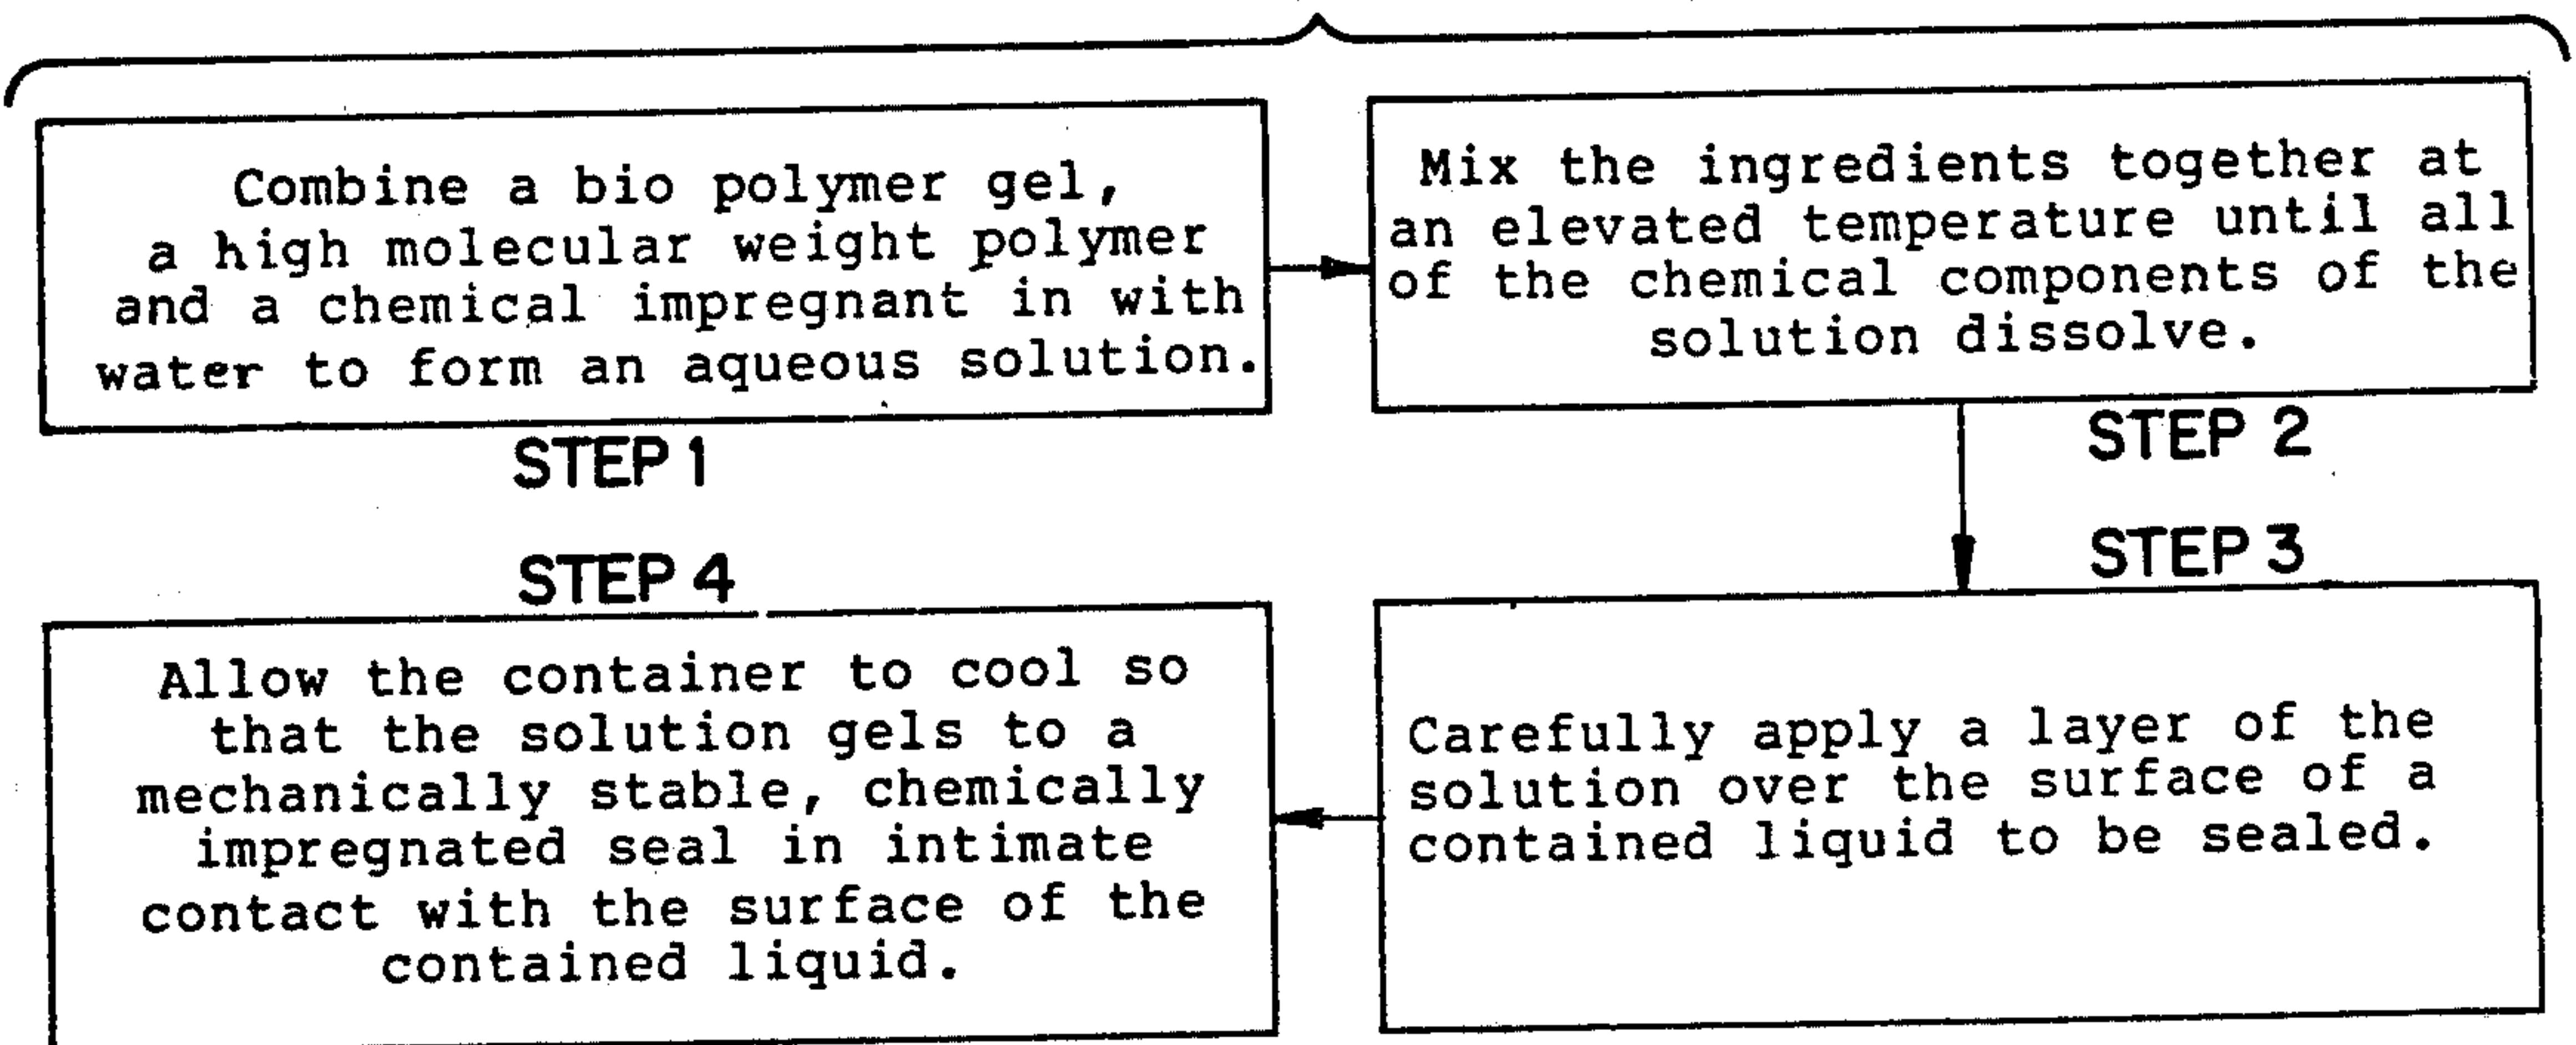 Combine a bio polymer gel,
a high molecular weight polymer
and a chemical impregnant in with
water to form an aqueous solution.
STEP 1
Mix the ingredients together at
an elevated temperature until all
of the chemical components of the
solution dissolve.
STEP 2
STEP 3
Carefully apply a layer of the
solution over the surface of a
contained liquid to be sealed.
STEP 4
Allow the container to cool so
that the solution gels to a
mechanically stable, chemically
impregnated seal in intimate
contact with the surface of the
contained liquid.